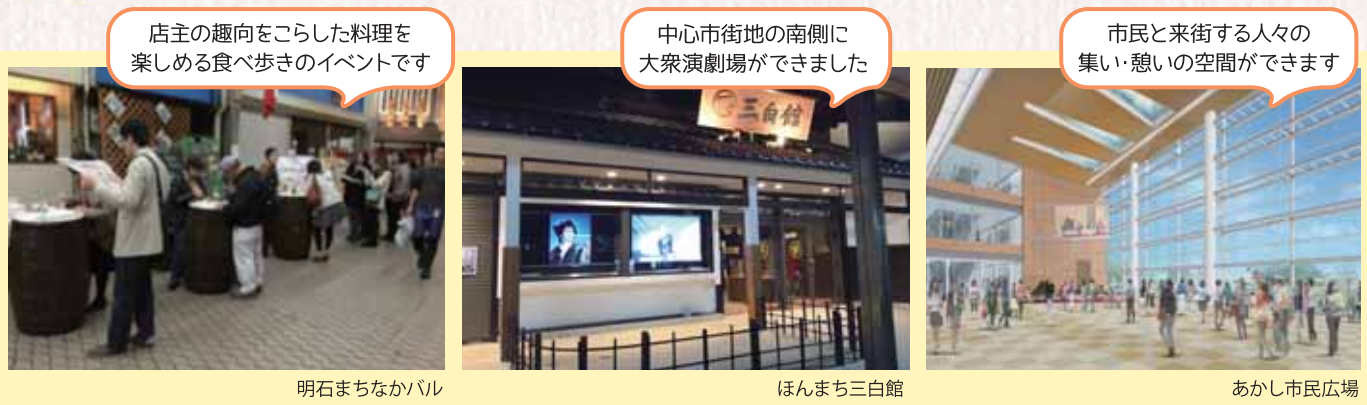 店主の趣向をこらした料理を
楽しめる食べ歩きのイベントです
中心市街地の南側に
大衆演劇場ができました
市民と来街する人々の
集い・憩いの空間ができます
三白館
明石まちなかバル
ほんまち三白館
あかし市民広場